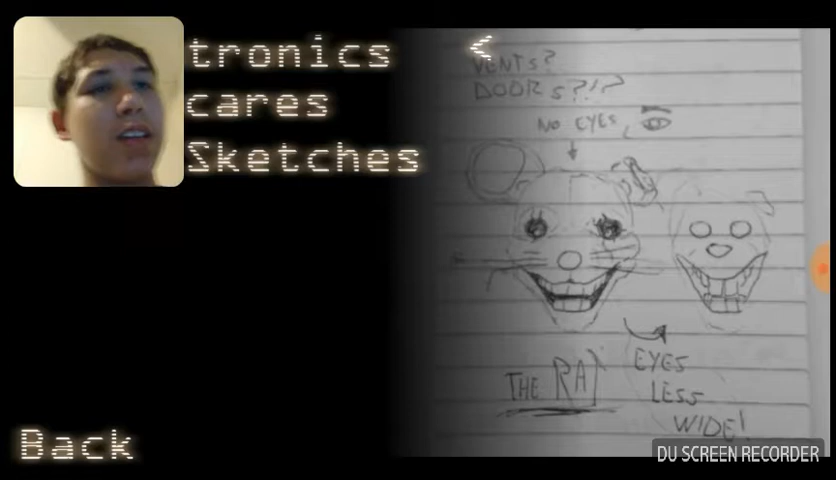 tronics <
cares
Sketches
VENTS?
DOORS?!?
NO EYES,
THE RAT
EYES
LESS
WIDE!
Back
DU SCREEN RECORDER